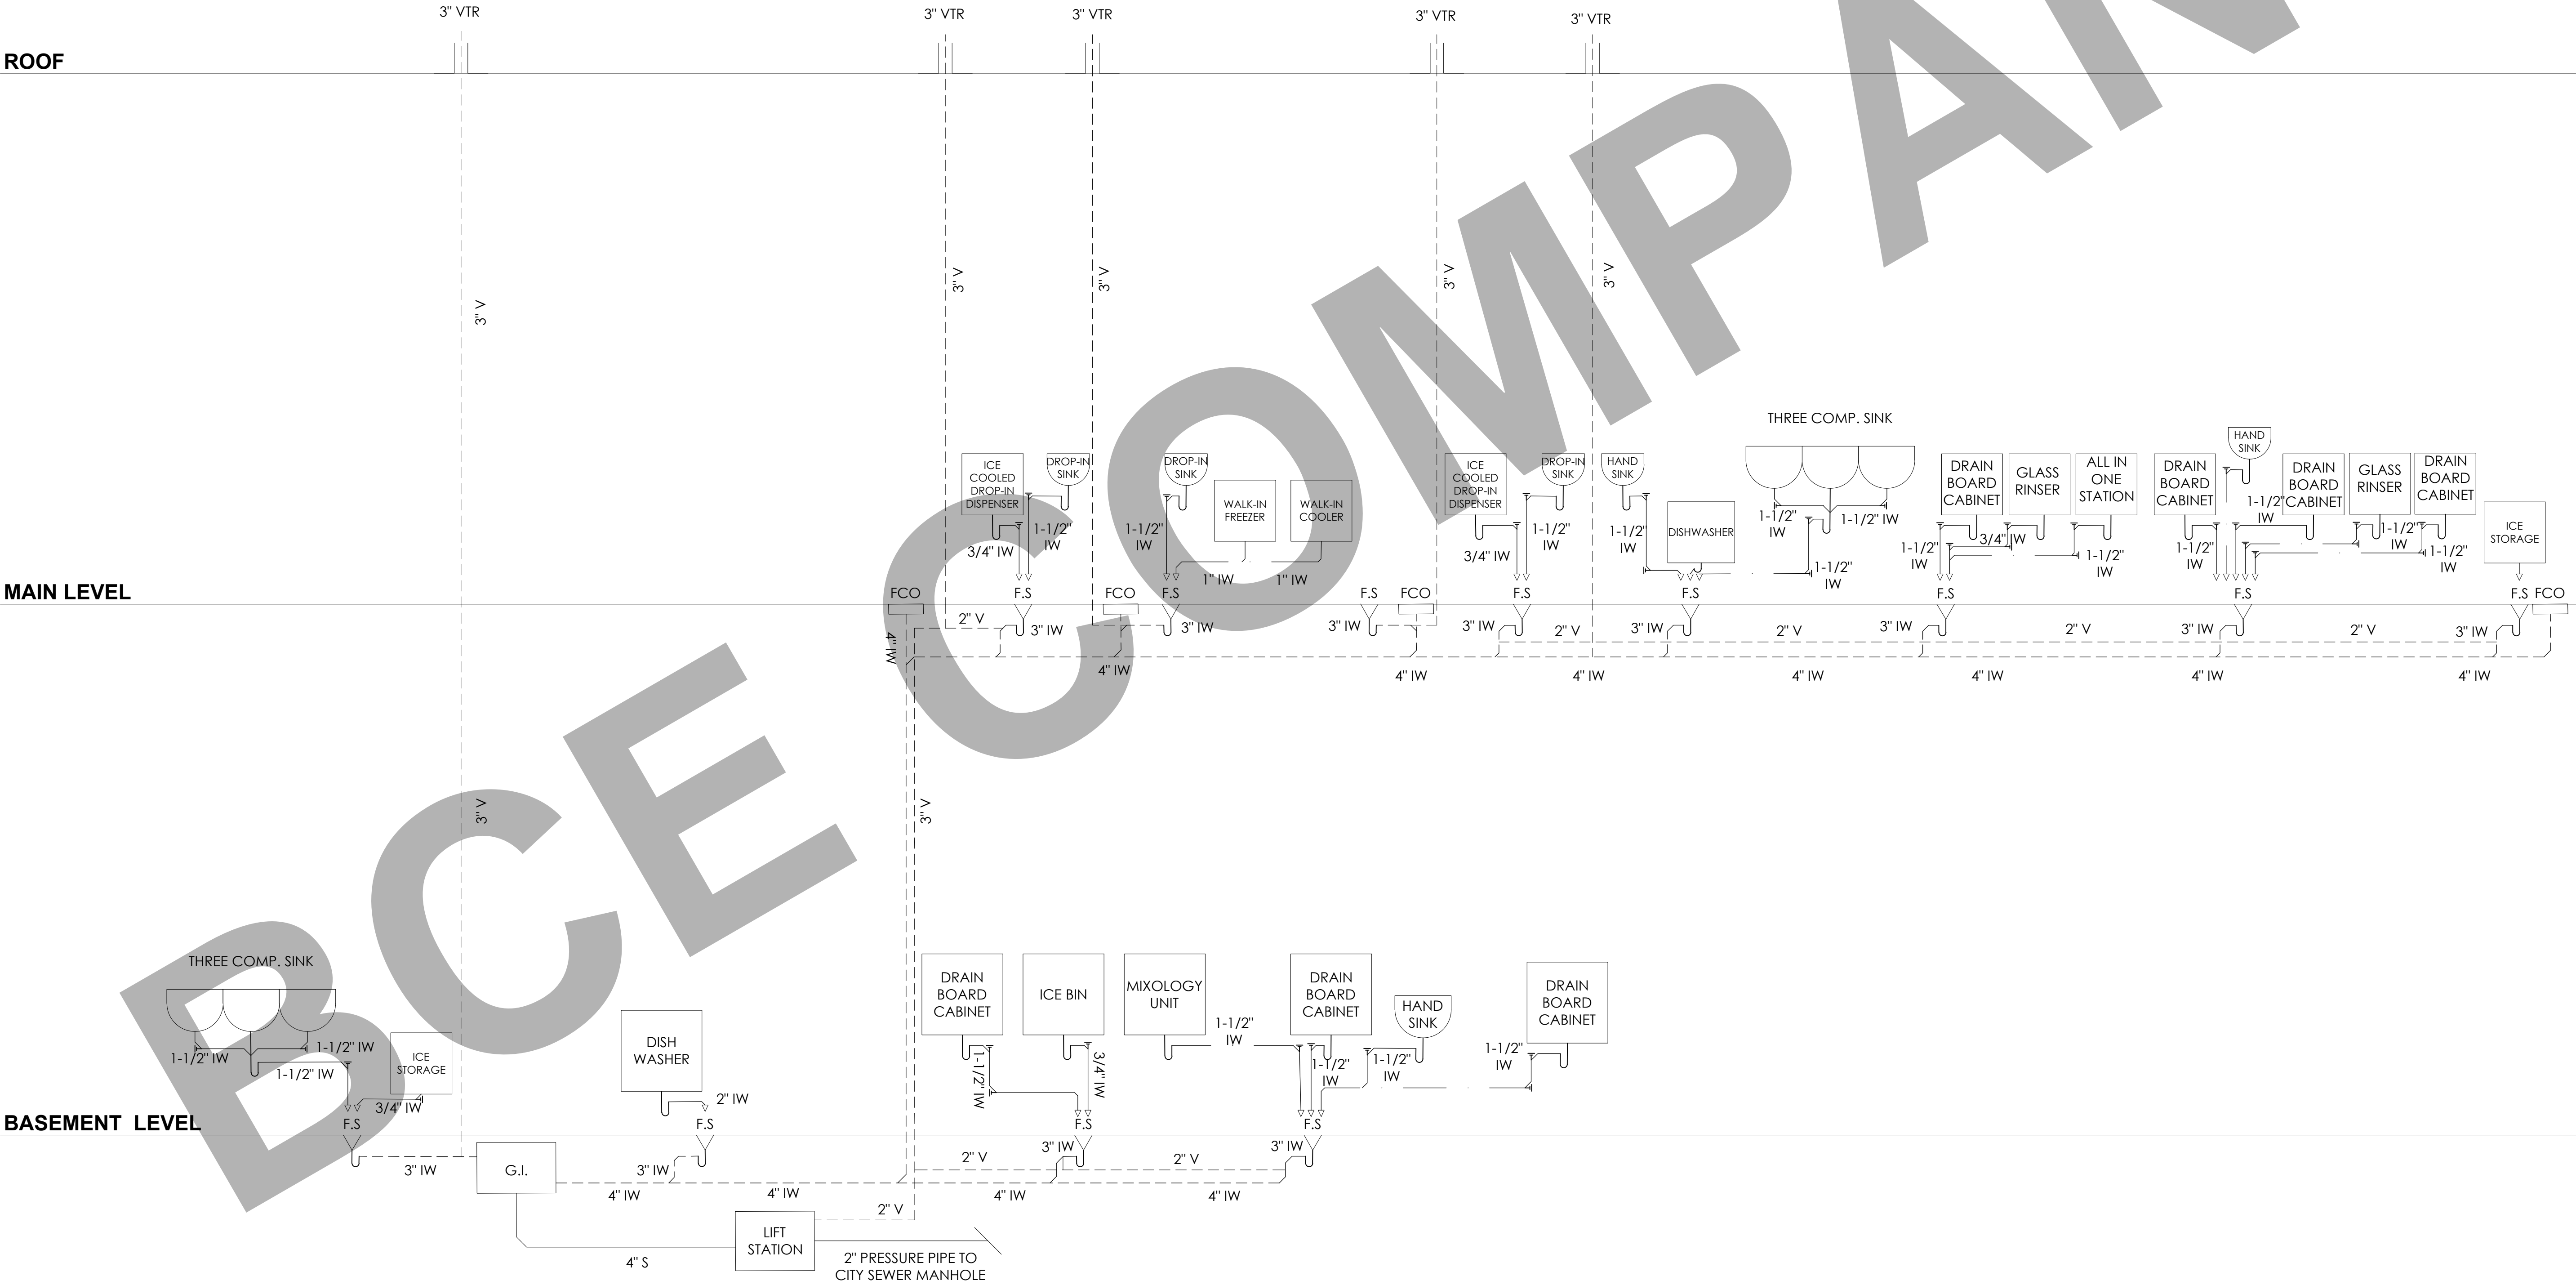 3" VTR
3" VTR
3" VTR
3" VTR
3" VTR
ROOF
3" V
3" V
3" V
3" V
3" V
THREE COMP. SINK
ICE
COOLED
DROP-IN
DISPENSER
DROP-IN
SINK
1-1/2"
IW
3/4" IW
DROP-IN
SINK
1-1/2"
IW
WALK-IN
FREEZER
WALK-IN
COOLER
1" IW
1" IW
ICE
COOLED
DROP-IN
DISPENSER
DROP-IN
SINK
1-1/2"
IW
3/4" IW
HAND
SINK
1-1/2"
IW
DISHWASHER
1-1/2"
IW
1-1/2" IW
1-1/2"
IW
DRAIN
BOARD
CABINET
GLASS
RINSER
ALL IN
ONE
STATION
1-1/2"
IW
3/4" IW
1-1/2"
IW
DRAIN
BOARD
CABINET
HAND
SINK
DRAIN
BOARD
CABINET
GLASS
RINSER
DRAIN
BOARD
CABINET
1-1/2"
IW
1-1/2"
IW
1-1/2"
IW
1-1/2"
IW
ICE
STORAGE
MAIN LEVEL
FCO
F.S
FCO
F.S
F.S
FCO
F.S
F.S
F.S
F.S
F.S
FCO
4" IW
2" V
3" IW
3" IW
3" IW
3" IW
2" V
3" IW
2" V
3" IW
2" V
3" IW
2" V
3" IW
4" IW
4" IW
4" IW
4" IW
4" IW
4" IW
4" IW
3" V
3" V
THREE COMP. SINK
1-1/2" IW
1-1/2" IW
1-1/2" IW
ICE
STORAGE
3/4" IW
DISH
WASHER
2" IW
DRAIN
BOARD
CABINET
ICE BIN
MIXOLOGY
UNIT
DRAIN
BOARD
CABINET
HAND
SINK
DRAIN
BOARD
CABINET
1-1/2" IW
3/4" IW
1-1/2"
IW
1-1/2"
IW
1-1/2"
IW
1-1/2"
IW
BASEMENT  LEVEL
F.S
F.S
F.S
F.S
3" IW
G.I.
3" IW
2" V
3" IW
2" V
3" IW
4" IW
4" IW
4" IW
4" IW
2" V
LIFT
STATION
4" S
2" PRESSURE PIPE TO
CITY SEWER MANHOLE
BCE COMPAN